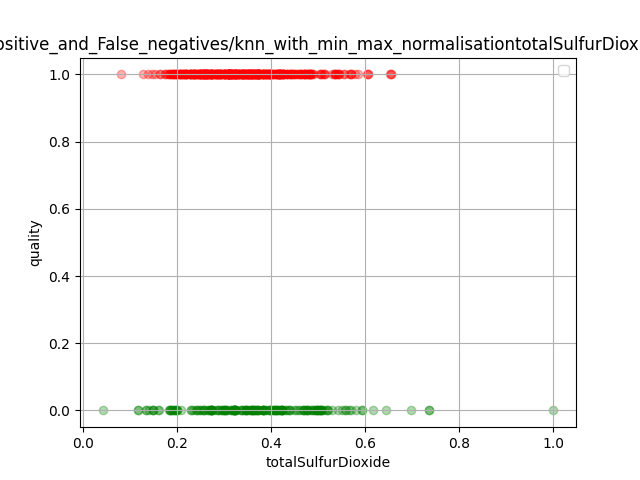 ositive_and_False_negatives/knn_with_min_max_normalisationtotalSulfurDiox
1.0
0.8
0.6
0.4
0.2
0.0
quality
0.0 0.2 0.4 0.6 0.8 1.0
totalSulfurDioxide